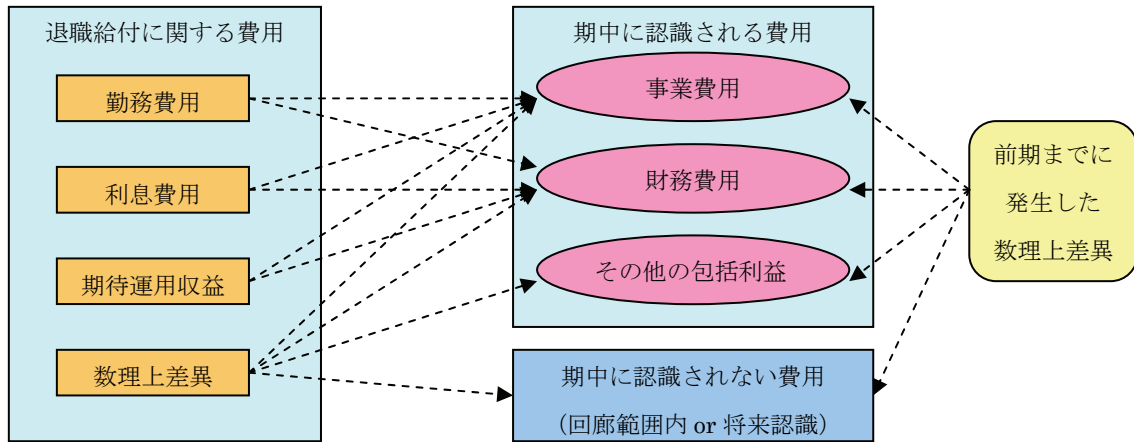 退職給付に関する費用
勤務費用
利息費用
期待運用収益
数理上差異
期中に認識される費用
事業費用
財務費用
その他の包括利益
期中に認識されない費用
（回廊範囲内 or 将来認識）
前期までに
発生した
数理上差異